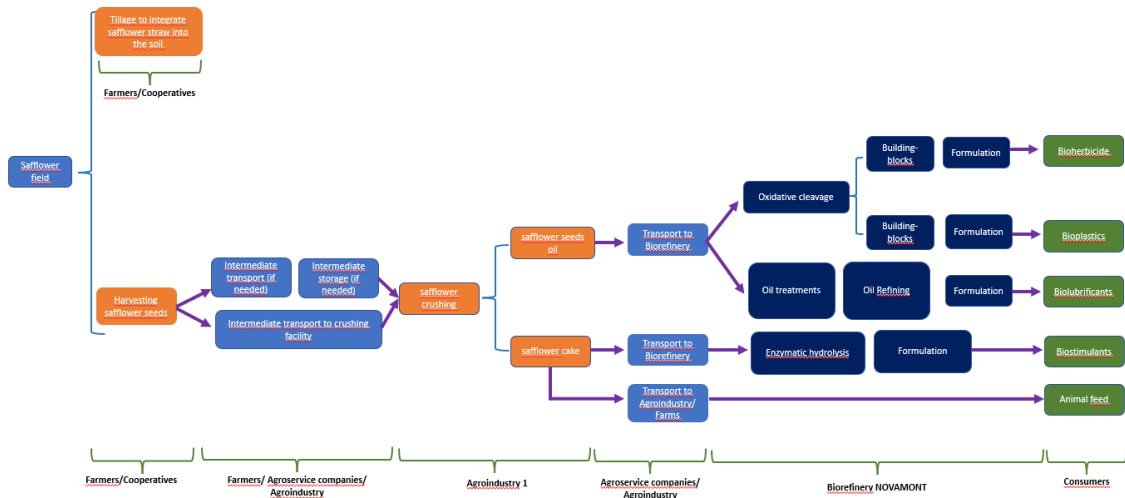 Tillage to integrate
safflower straw into
the soil
Farmers/Cooperatives
Safflower
field
Harvesting
safflower seeds
Intermediate
transport (if
needed)
Intermediate
storage (if
needed)
Intermediate transport to crushing
facility
safflower
crushing
safflower seeds
oil
safflower cake
Transport to
Biorefinery
Transport to
Biorefinery
Transport to
Agroindustry/
Farms
Oxidative cleavage
Building-
blocks
Formulation
Bioherbicide
Building-
blocks
Formulation
Bioplastics
Oil treatments
Oil Refining
Formulation
Biolubrificants
Enzymatic hydrolysis
Formulation
Biostimulants
Animal feed
Farmers/Cooperatives
Farmers/ Agroservice companies/
Agroindustry
Agroindustry 1
Agroservice companies/
Agroindustry
Biorefinery NOVAMONT
Consumers